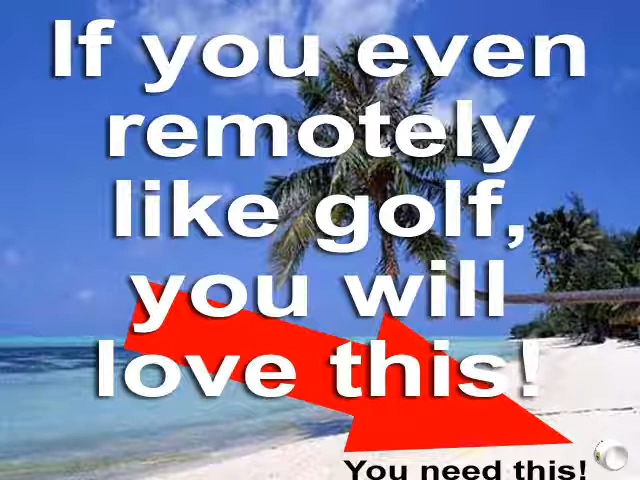 If you even
remotely
like golf,
you will
love this!
You need this!